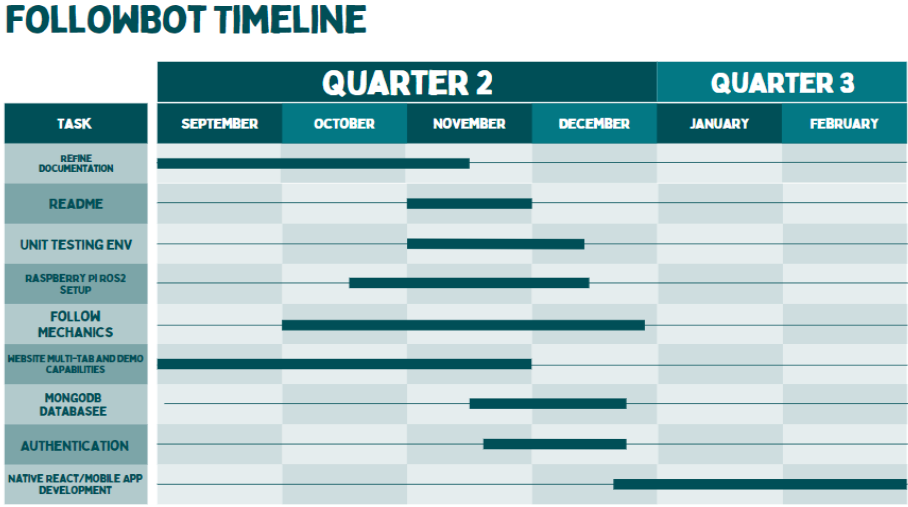 FOLLOWBOT TIMELINE
QUARTER 2
QUARTER 3
TASK
SEPTEMBER
OCTOBER
NOVEMBER
DECEMBER
JANUARY
FEBRUARY
REFINE
DOCUMENTATION
README
UNIT TESTING ENV
RASPBERRY PI ROS2
SETUP
FOLLOW
MECHANICS
WEBSITE MULTI-TAB AND DEMO
CAPABILITIES
MONGODB
DATABASEE
AUTHENTICATION
NATIVE REACT/MOBILE APP
DEVELOPMENT